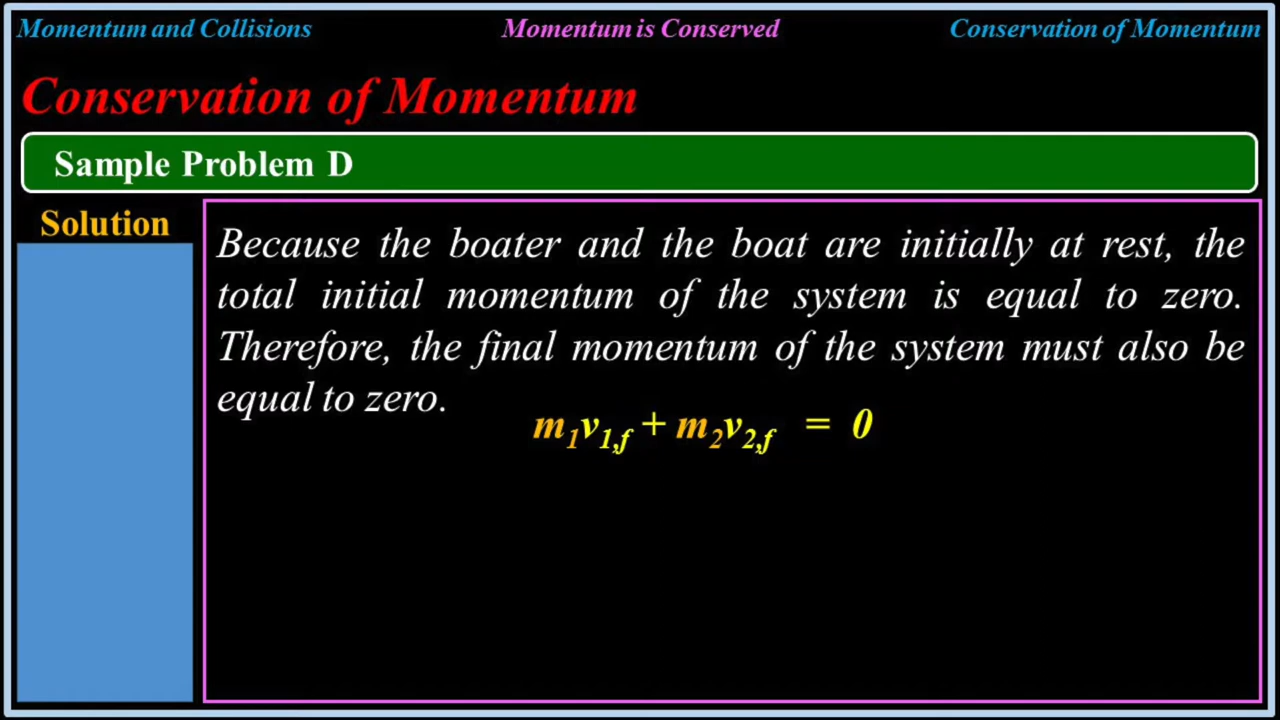 Momentum and Collisions
Momentum is Conserved
Conservation of Momentum
Conservation of Momentum
Sample Problem D
Solution
Because the boater and the boat are initially at rest, the
total initial momentum of the system is equal to zero.
Therefore, the final momentum of the system must also be
equal to zero.
m₁v₁,f + m₂v₂,f = 0